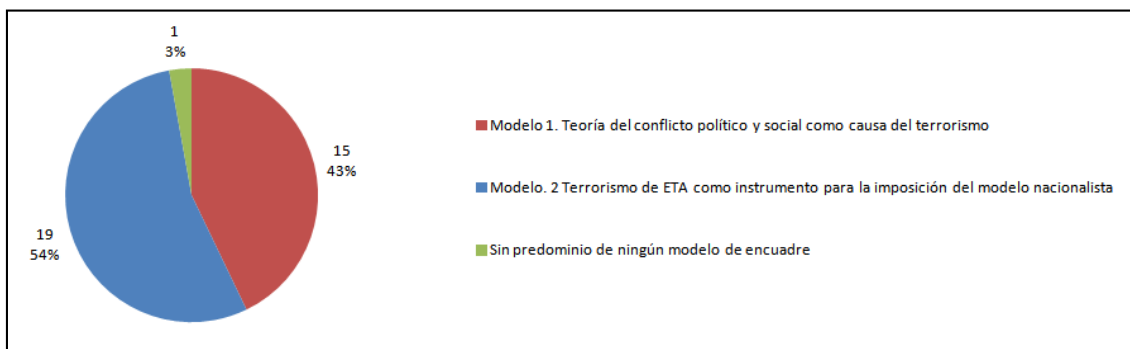 1
3%
15
43%
19
54%
Modelo 1. Teoría del conflicto político y social como causa del terrorismo
Modelo. 2 Terrorismo de ETA como instrumento para la imposición del modelo nacionalista
Sin predominio de ningún modelo de encuadre